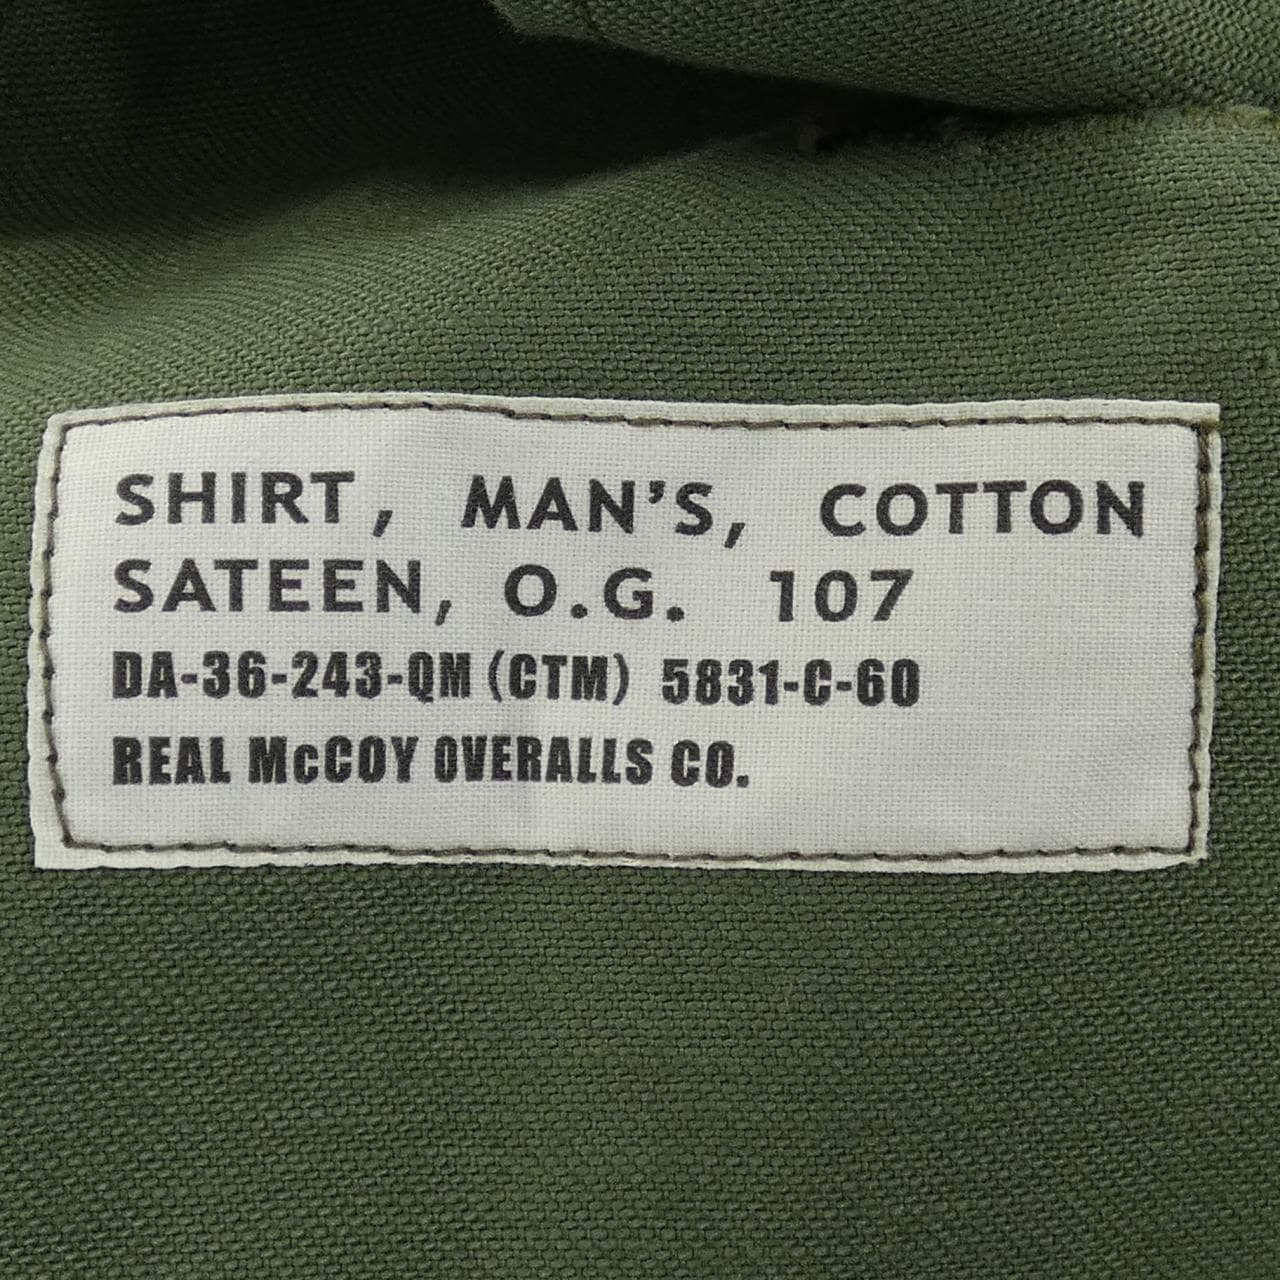 SHIRT, MAN'S, COTTON
SATEEN, O.G. 107
DA-36-243-QM (CTM) 5831-C-60
REAL McCOY OVERALLS CO.